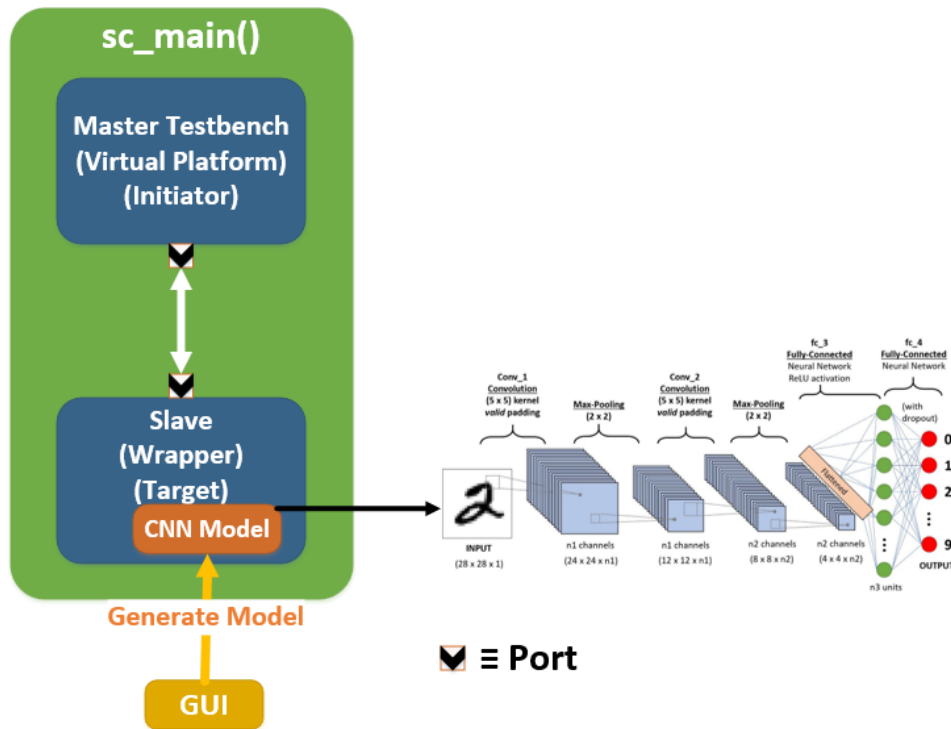 sc_main()
Master Testbench
(Virtual Platform)
(Initiator)
Slave
(Wrapper)
(Target)
CNN Model
Generate Model
GUI
≡ Port
Conv_1
Convolution
(5 x 5) kernel
valid padding
Max-Pooling
(2 x 2)
Conv_2
Convolution
(5 x 5) kernel
valid padding
Max-Pooling
(2 x 2)
fc_3
Fully-Connected
Neural Network
ReLU activation
fc_4
Fully-Connected
Neural Network
(with
dropout)
2
INPUT
(28 x 28 x 1)
n1 channels
(24 x 24 x n1)
n1 channels
(12 x 12 x n1)
n2 channels
(8 x 8 x n2)
n2 channels
(4 x 4 x n2)
Flattened
n3 units
0
1
2
9
OUTPUT